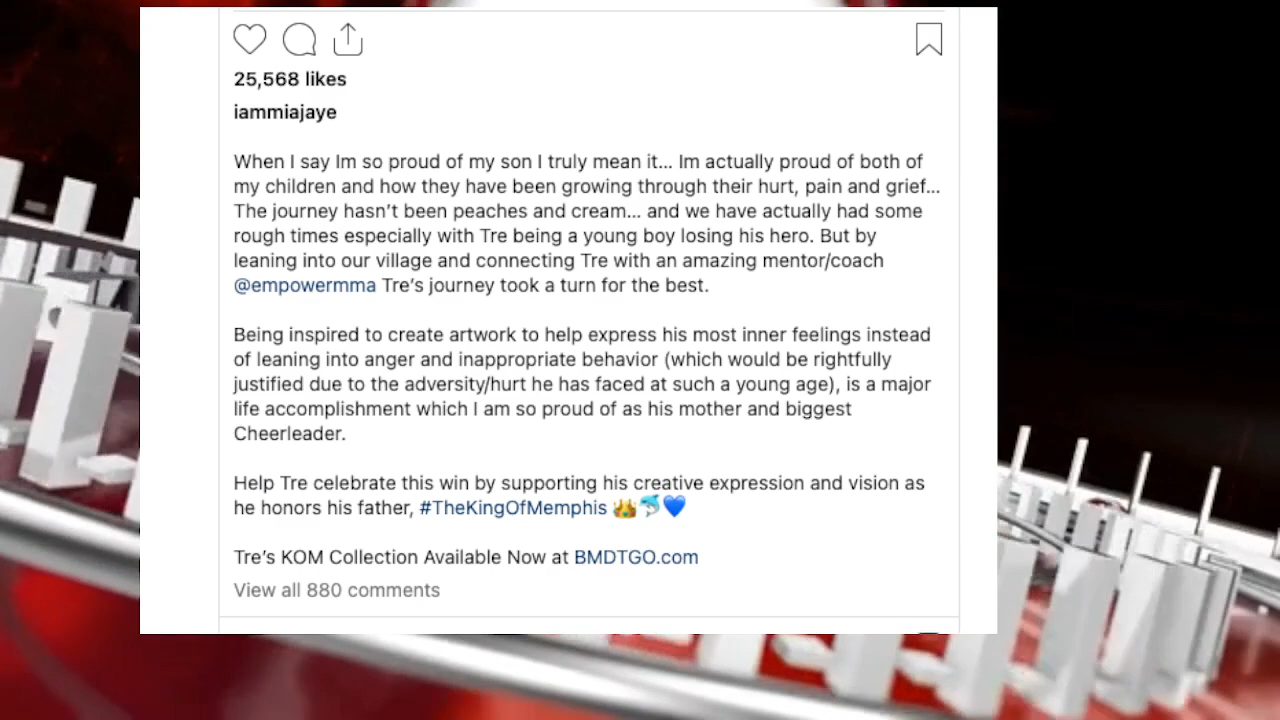 25,568 likes
iammiajaye
When I say Im so proud of my son I truly mean it... Im actually proud of both of
my children and how they have been growing through their hurt, pain and grief...
The journey hasn't been peaches and cream... and we have actually had some
rough times especially with Tre being a young boy losing his hero. But by
leaning into our village and connecting Tre with an amazing mentor/coach
@empowermma Tre's journey took a turn for the best.
Being inspired to create artwork to help express his most inner feelings instead
of leaning into anger and inappropriate behavior (which would be rightfully
justified due to the adversity/hurt he has faced at such a young age), is a major
life accomplishment which I am so proud of as his mother and biggest
Cheerleader.
Help Tre celebrate this win by supporting his creative expression and vision as
he honors his father, #TheKingOfMemphis 👑🐬💙
Tre's KOM Collection Available Now at BMDTGO.com
View all 880 comments